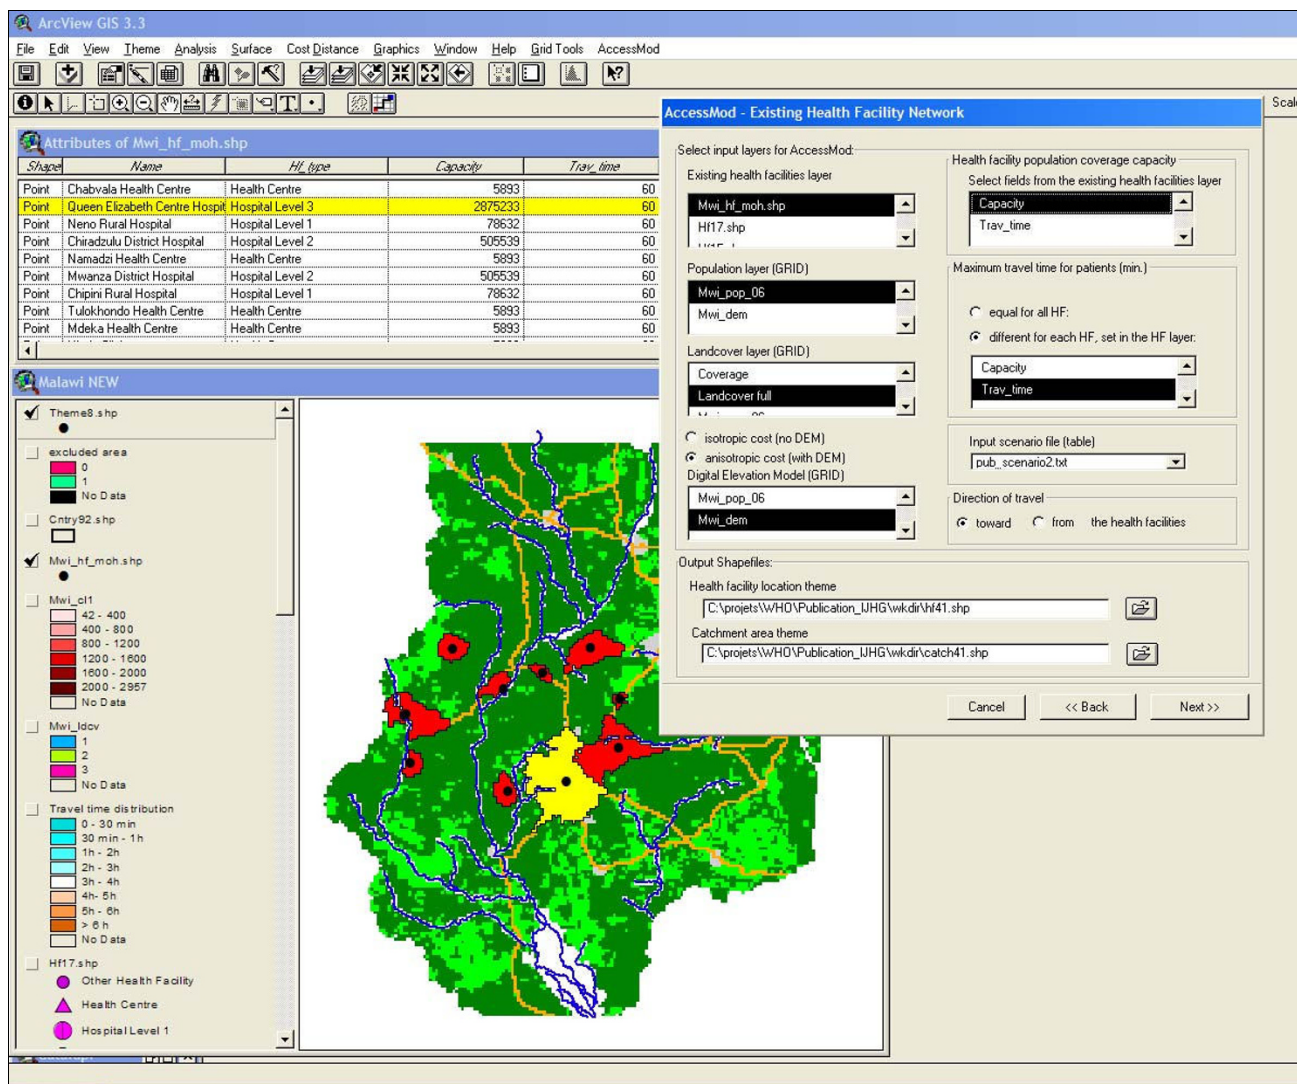 ArcView GIS 3.3
File Edit View Theme Analysis Surface Cost Distance Graphics Window Help Grid Tools AccessMod
Scale
Attributes of Mwi_hf_moh.shp
Shape Name Hf_type Capacity Trav_time
Point Chabvala Health Centre Health Centre 5893 60
Point Queen Elizabeth Centre Hospit Hospital Level 3 2875233 60
Point Neno Rural Hospital Hospital Level 1 78632 60
Point Chiradzulu District Hospital Hospital Level 2 505539 60
Point Namadzi Health Centre Health Centre 5893 60
Point Mwanza District Hospital Hospital Level 2 505539 60
Point Chipini Rural Hospital Hospital Level 1 78632 60
Point Tulokhondo Health Centre Health Centre 5893 60
Point Mdeka Health Centre Health Centre 5893 60
Malawi NEW
Theme8.shp
excluded area
0
1
No Data
Cntry92.shp
Mwi_hf_moh.shp
Mwi_cl1
42 - 400
400 - 800
800 - 1200
1200 - 1600
1600 - 2000
2000 - 2957
No Data
Mwi_ldcv
1
2
3
No Data
Travel time distribution
0 - 30 min
30 min - 1h
1h - 2h
2h - 3h
3h - 4h
4h- 5h
5h - 6h
> 6 h
No Data
Hf17.shp
Other Health Facility
Health Centre
Hospital Level 1
AccessMod - Existing Health Facility Network
Select input layers for AccessMod:
Existing health facilities layer
Mwi_hf_moh.shp
Hf17.shp
Population layer (GRID)
Mwi_pop_06
Mwi_dem
Landcover layer (GRID)
Coverage
Landcover full
isotropic cost (no DEM)
anisotropic cost (with DEM)
Digital Elevation Model (GRID)
Mwi_pop_06
Mwi_dem
Health facility population coverage capacity
Select fields from the existing health facilities layer
Capacity
Trav_time
Maximum travel time for patients (min.)
equal for all HF:
different for each HF, set in the HF layer:
Capacity
Trav_time
Input scenario file (table)
pub_scenario2.txt
Direction of travel
toward from the health facilities
Output Shapefiles:
Health facility location theme
C:\projets\WHO\Publication_IJHG\wkdir\hf41.shp
Catchment area theme
C:\projets\WHO\Publication_IJHG\wkdir\catch41.shp
Cancel << Back Next >>